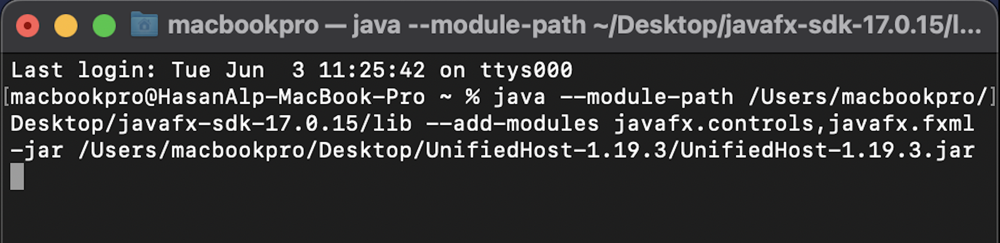 macbookpro — java --module-path ~/Desktop/javafx-sdk-17.0.15/l...
Last login: Tue Jun  3 11:25:42 on ttys000
[macbookpro@HasanAlp-MacBook-Pro ~ % java --module-path /Users/macbookpro/]
Desktop/javafx-sdk-17.0.15/lib --add-modules javafx.controls,javafx.fxml
-jar /Users/macbookpro/Desktop/UnifiedHost-1.19.3/UnifiedHost-1.19.3.jar